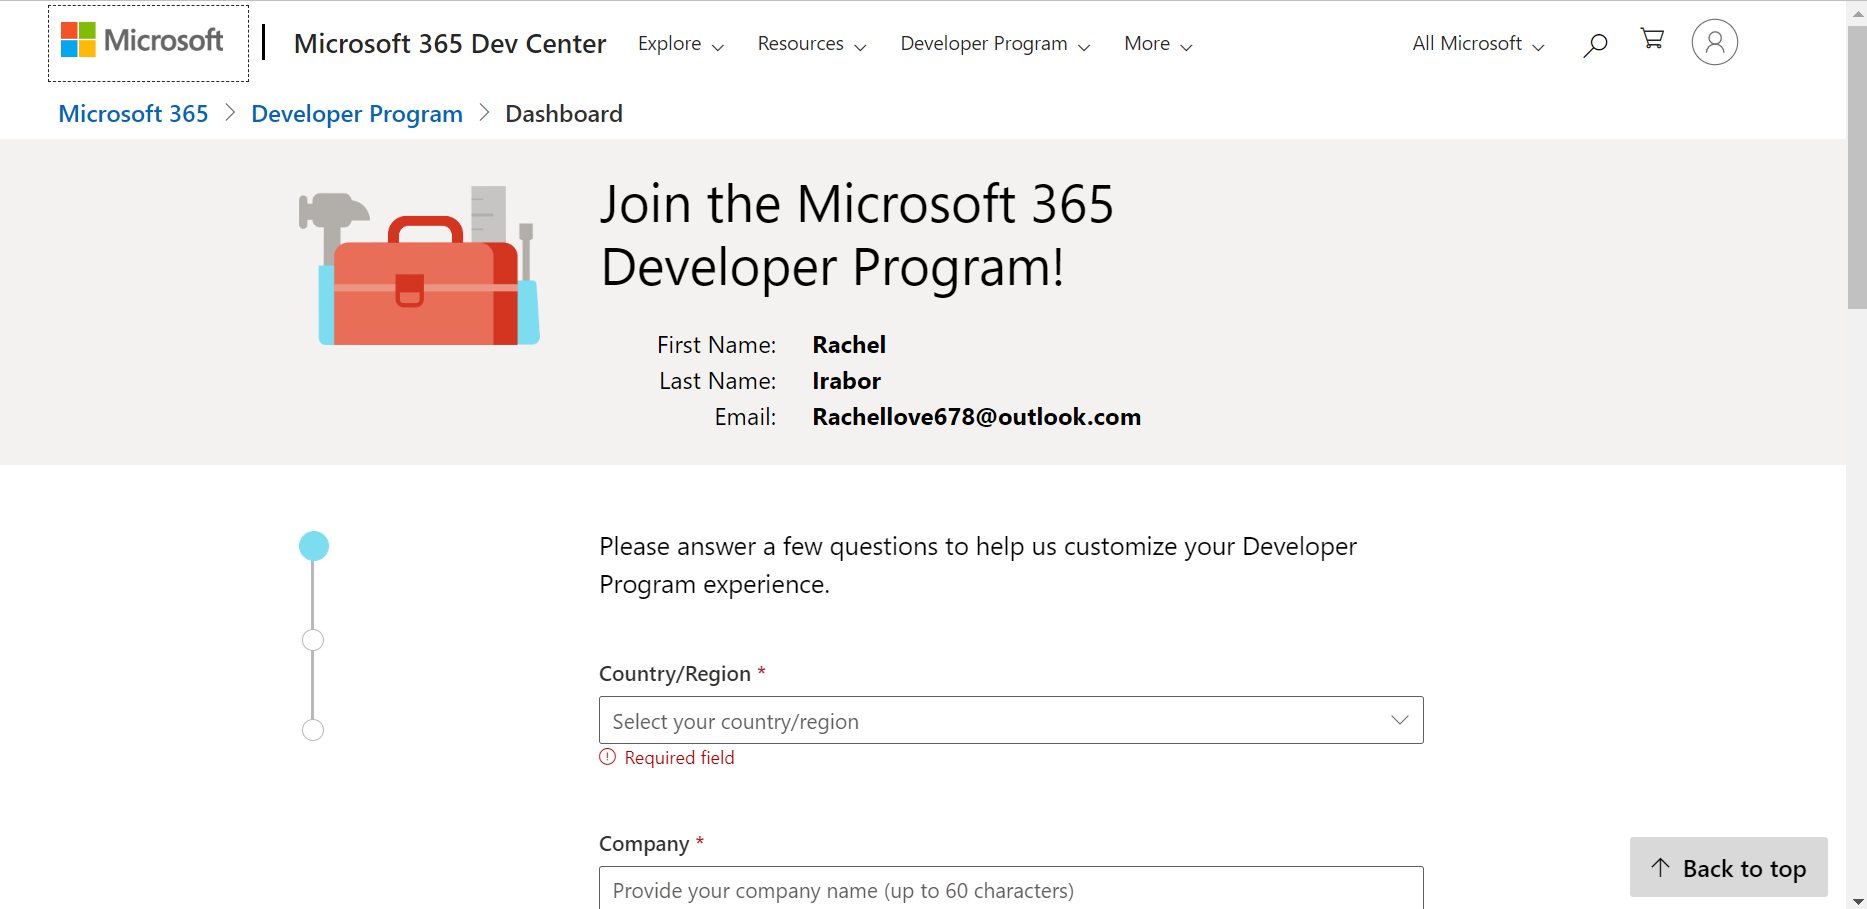 Microsoft
Microsoft 365 Dev Center
Explore
Resources
Developer Program
More
All Microsoft
Microsoft 365 > Developer Program > Dashboard
Join the Microsoft 365
Developer Program!
First Name: Rachel
Last Name: Irabor
Email: Rachellove678@outlook.com
Please answer a few questions to help us customize your Developer
Program experience.
Country/Region *
Select your country/region
Required field
Company *
Provide your company name (up to 60 characters)
Back to top